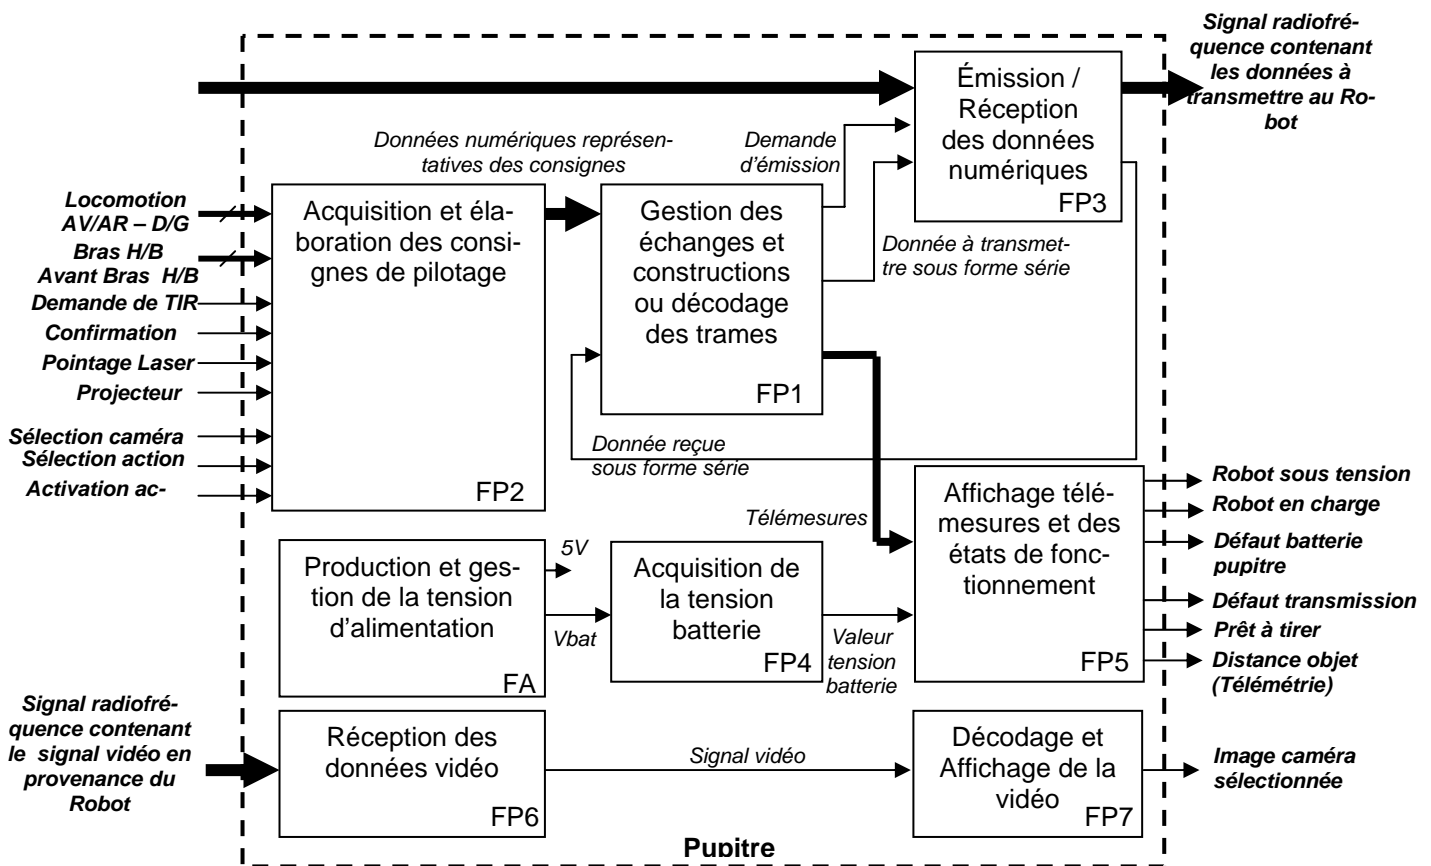 Signal radiofré-
quence contenant
les données à
transmettre au Ro-
bot
Émission /
Réception
des données
numériques
FP3
Données numériques représen-
tatives des consignes
Demande
d'émission
Locomotion
AV/AR – D/G
Bras H/B
Avant Bras H/B
Demande de TIR
Confirmation
Pointage Laser
Projecteur
Sélection caméra
Sélection action
Activation ac-
Acquisition et éla-
boration des consi-
gnes de pilotage
FP2
Gestion des
échanges et
constructions
ou décodage
des trames
FP1
Donnée à transmet-
tre sous forme série
Donnée reçue
sous forme série
Télémesures
Affichage télé-
mesures et des
états de fonc-
tionnement
FP5
Robot sous tension
Robot en charge
Défaut batterie
pupitre
Défaut transmission
Prêt à tirer
Distance objet
(Télémétrie)
Production et ges-
tion de la tension
d'alimentation
FA
5V
Vbat
Acquisition de
la tension
batterie
FP4
Valeur
tension
batterie
Signal radiofré-
quence contenant
le signal vidéo en
provenance du
Robot
Réception des
données vidéo
FP6
Signal vidéo
Décodage et
Affichage de la
vidéo
FP7
Image caméra
sélectionnée
Pupitre